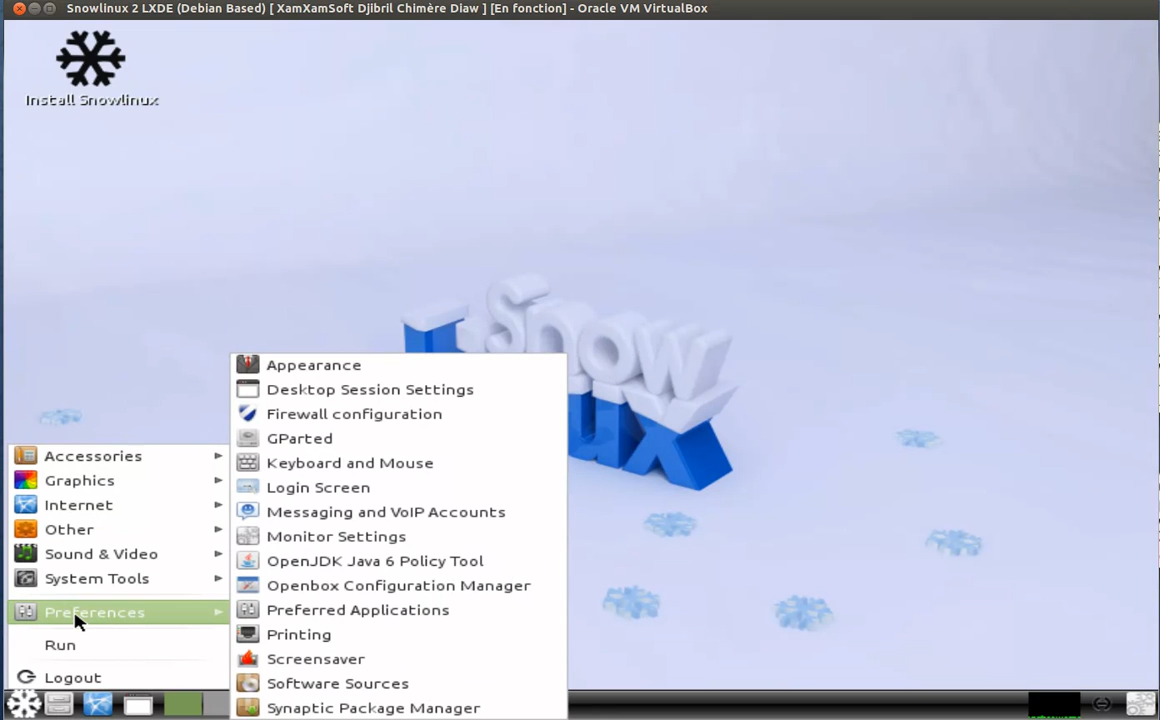 Snowlinux 2 LXDE (Debian Based) [ XamXamSoft Djibril Chimère Diaw ] [En fonction] - Oracle VM VirtualBox
Install Snowlinux
Snow
Appearance
Desktop Session Settings
Firewall configuration
GParted
Keyboard and Mouse
Login Screen
Messaging and VoIP Accounts
Monitor Settings
OpenJDK Java 6 Policy Tool
Openbox Configuration Manager
Preferred Applications
Printing
Screensaver
Software Sources
Synaptic Package Manager
Accessories
Graphics
Internet
Other
Sound & Video
System Tools
Preferences
Run
Logout